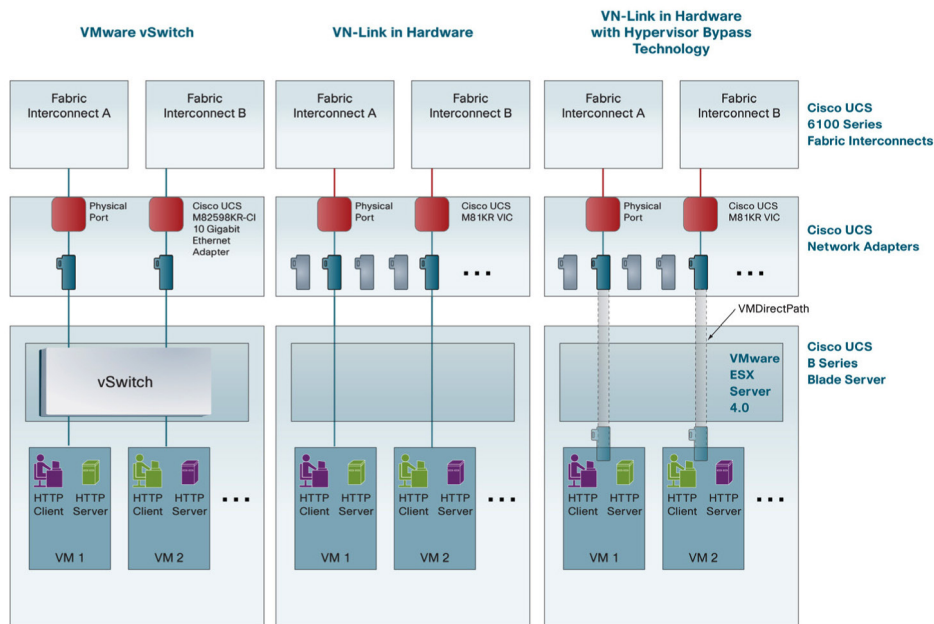 VMware vSwitch
VN-Link in Hardware
VN-Link in Hardware
with Hypervisor Bypass
Technology
Fabric
Interconnect A
Fabric
Interconnect B
Fabric
Interconnect A
Fabric
Interconnect B
Fabric
Interconnect A
Fabric
Interconnect B
Cisco UCS
6100 Series
Fabric Interconnects
Physical
Port
Cisco UCS
M82598KR-CI
10 Gigabit
Ethernet
Adapter
Physical
Port
Cisco UCS
M81KR VIC
...
Physical
Port
Cisco UCS
M81KR VIC
...
Cisco UCS
Network Adapters
VMDirectPath
vSwitch
VMware
ESX
Server
4.0
Cisco UCS
B Series
Blade Server
HTTP
Client
HTTP
Server
VM 1
HTTP
Client
HTTP
Server
VM 2
...
HTTP
Client
HTTP
Server
VM 1
HTTP
Client
HTTP
Server
VM 2
...
HTTP
Client
HTTP
Server
VM 1
HTTP
Client
HTTP
Server
VM 2
...